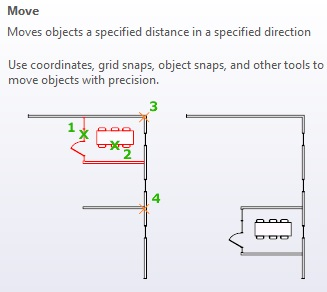 Move
Moves objects a specified distance in a specified direction
Use coordinates, grid snaps, object snaps, and other tools to
move objects with precision.
3
1
2
4